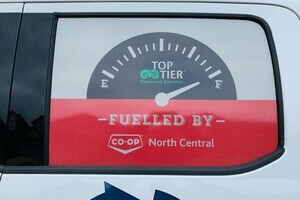 TOP
TIER
Detergent Gasoline
E F
-FUELLED BY-
CO-OP North Central